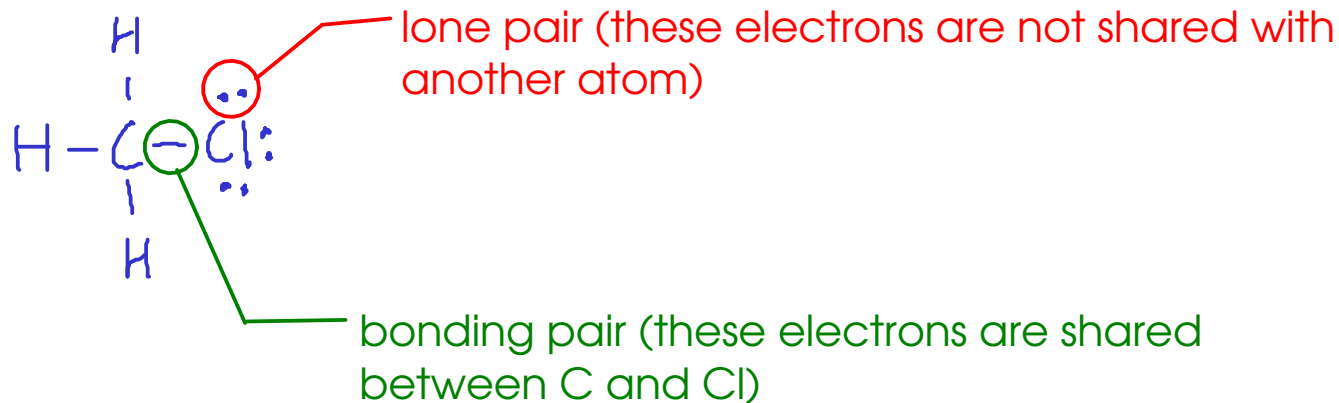 lone pair (these electrons are not shared with
another atom)
H
H - C - Cl
H
bonding pair (these electrons are shared
between C and Cl)